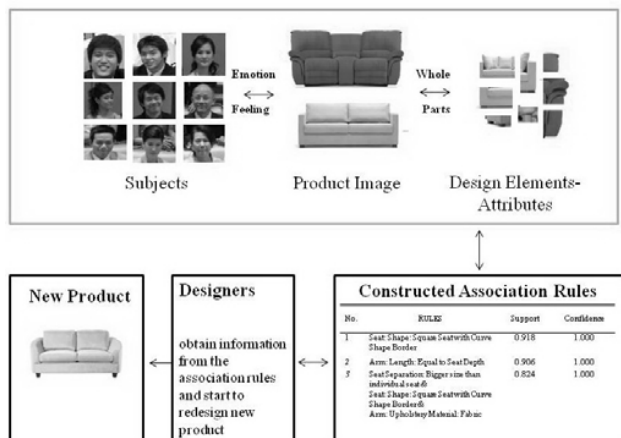 Emotion
Feeling
Whole
Parts
Subjects
Product Image
Design Elements-
Attributes
New Product
Designers
obtain information
from the
association rules
and start to
redesign new
product
Constructed Association Rules
No. RULES Support Confidence
1 Seat: Shape: Square Seat with Curve 0.918 1.000
Shape Border
2 Arm: Length: Equal to Seat Depth 0.906 1.000
3 Seat Separation: Bigger size than 0.824 1.000
individual seat &
Seat: Shape: Square Seat with Curve
Shape Border &
Arm: Upholstery Material: Fabric